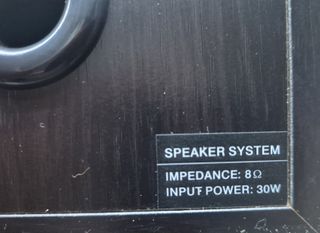 SPEAKER SYSTEM
IMPEDANCE: 8Ω
INPUT POWER: 30W